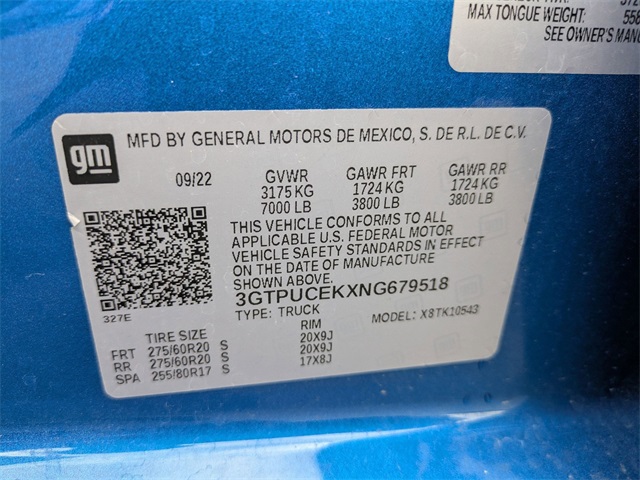 MAX TONGUE WEIGHT:
SEE OWNER'S
gm
MFD BY GENERAL MOTORS DE MEXICO, S. DE R.L. DE C.V.
09/22 GVWR GAWR FRT GAWR RR
3175 KG 1724 KG 1724 KG
7000 LB 3800 LB 3800 LB
THIS VEHICLE CONFORMS TO ALL
APPLICABLE U.S. FEDERAL MOTOR
VEHICLE SAFETY STANDARDS IN EFFECT
ON THE DATE OF MANUFACTURE
SHOWN ABOVE.
3GTPUCEKXNG679518
327E
TYPE: TRUCK MODEL: X8TK10543
TIRE SIZE RIM
FRT 275/60R20 S 20X9J
RR 275/60R20 S 20X9J
SPA 255/80R17 S 17X8J